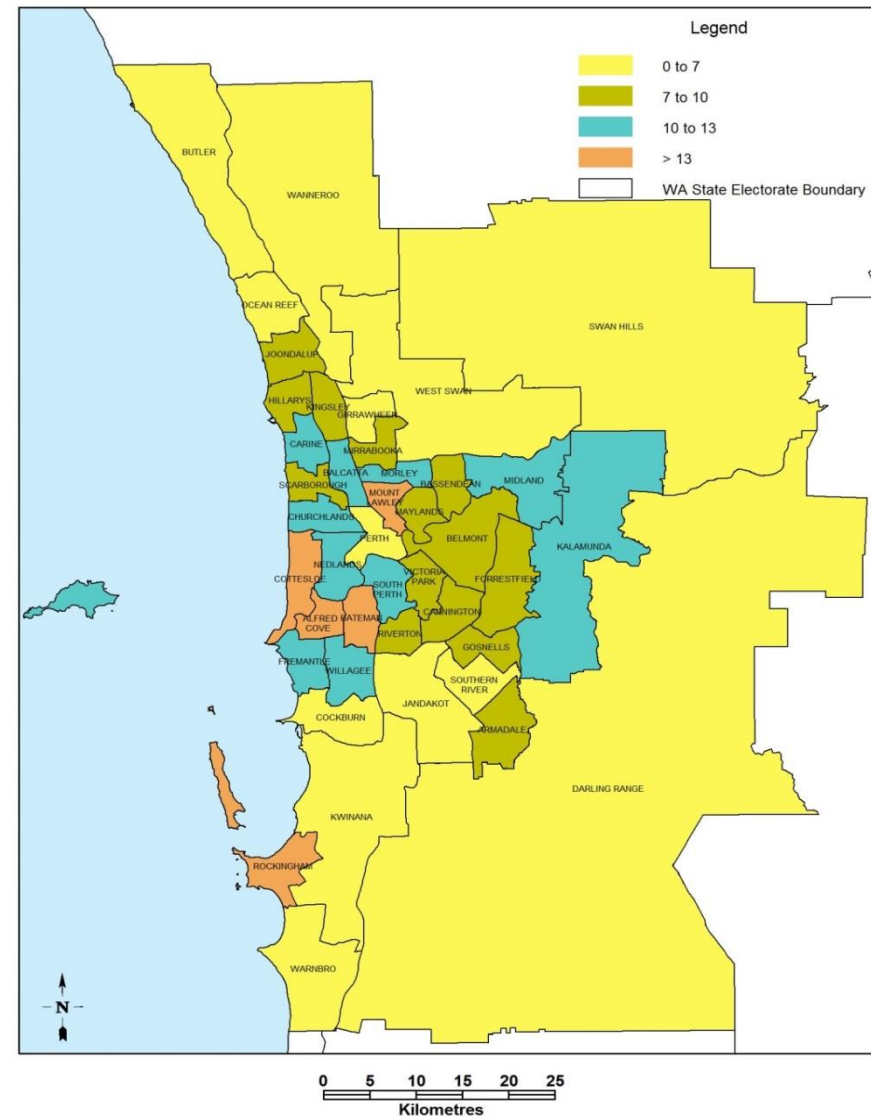 Legend
0 to 7
7 to 10
10 to 13
> 13
WA State Electorate Boundary
BUTLER
WANNEROO
OCEAN REEF
SWAN HILLS
JOONDALUP
WEST SWAN
HILLARYS
KINGSLEY
GIRRAWHEEN
CARINE
MIRRABOOKA
BALCATTA
MORLEY
MIDLAND
SCARBOROUGH
BASSENDEAN
MOUNT
LAWLEY
MAYLANDS
CHURCHLANDS
PERTH
BELMONT
KALAMUNDA
NEDLANDS
COTTESLOE
VICTORIA
PARK
FORRESTFIELD
SOUTH
PERTH
CANNINGTON
ALFRED
COVE
BATEMAN
RIVERTON
GOSNELLS
FREMANTLE
WILLAGEE
SOUTHERN
RIVER
JANDAKOT
COCKBURN
ARMADALE
DARLING RANGE
KWINANA
ROCKINGHAM
WARNBRO
N
0 5 10 15 20 25
Kilometres